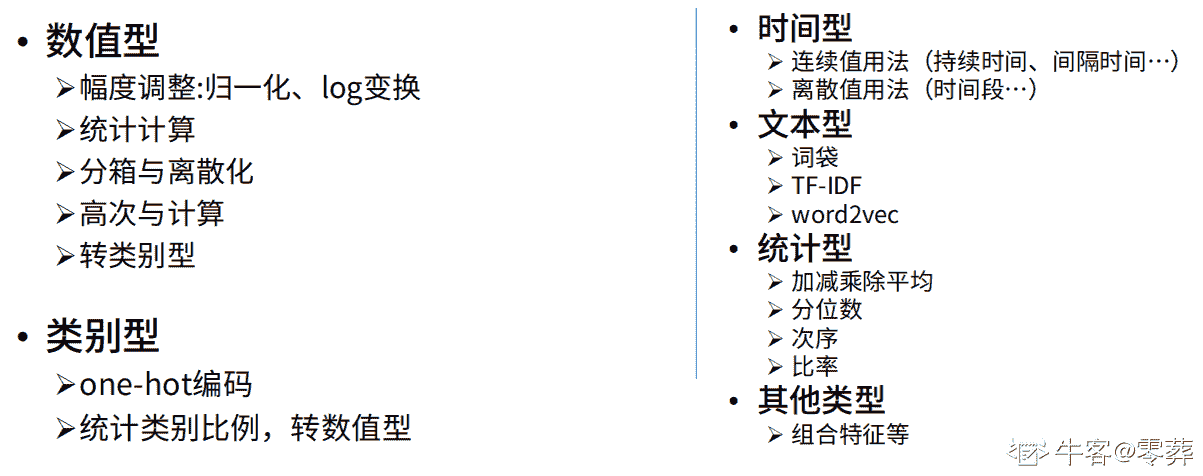 • 数值型
➢幅度调整:归一化、log变换
➢统计计算
➢分箱与离散化
➢高次与计算
➢转类别型
• 类别型
➢one-hot编码
➢统计类别比例，转数值型
• 时间型
➢ 连续值用法（持续时间、间隔时间…）
➢ 离散值用法（时间段…）
• 文本型
➢ 词袋
➢ TF-IDF
➢ word2vec
• 统计型
➢ 加减乘除平均
➢ 分位数
➢ 次序
➢ 比率
• 其他类型
➢ 组合特征等
牛客@零葬